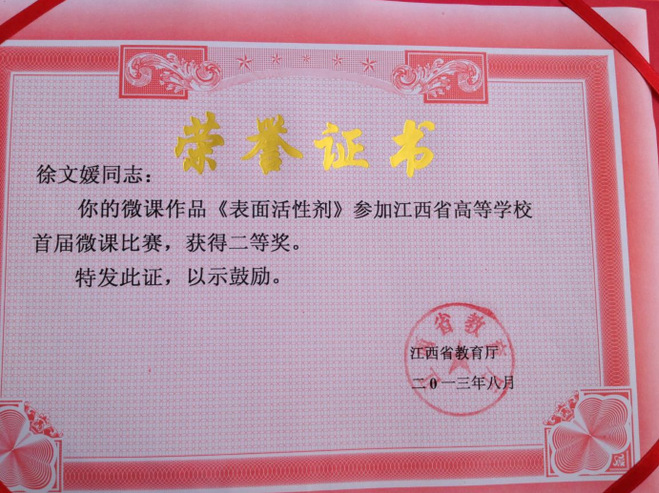 荣誉证书
徐文媛同志：
你的微课作品《表面活性剂》参加江西省高等学校
首届微课比赛，获得二等奖。
特发此证，以示鼓励。
江西省教育厅
二0一三年八月